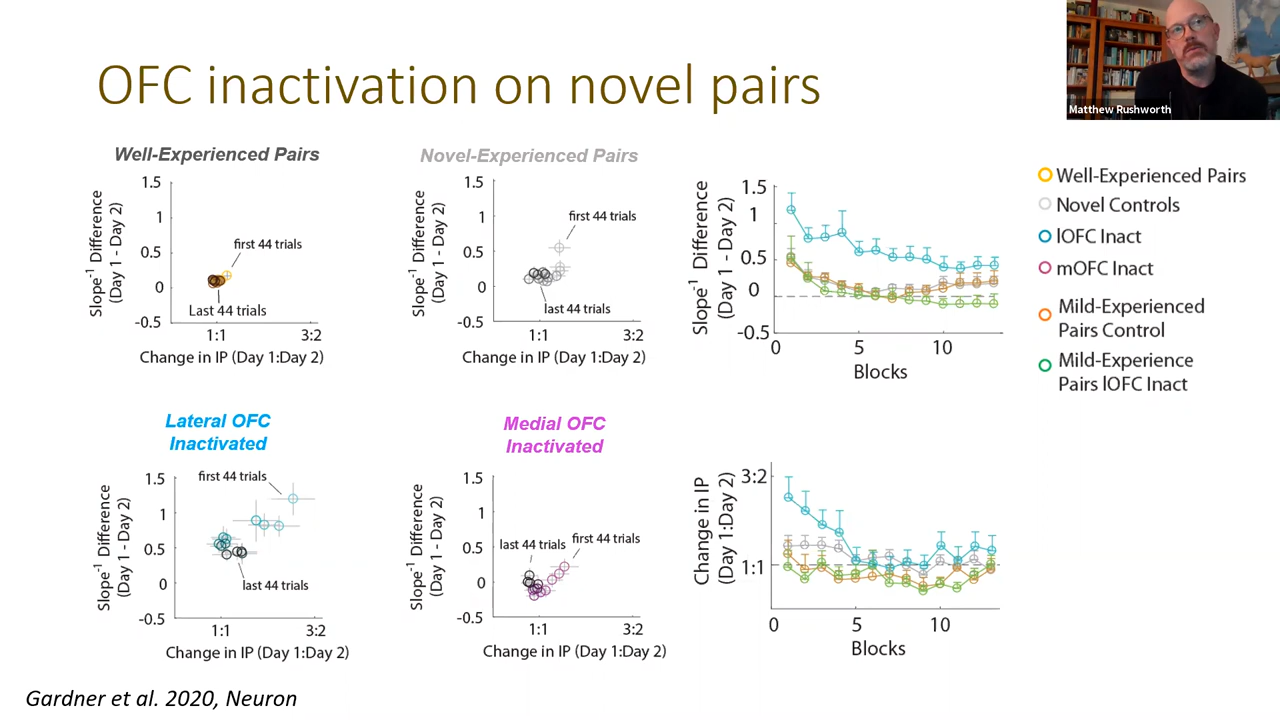 OFC inactivation on novel pairs
Matthew Rushworth
Well-Experienced Pairs
1.5
1
0.5
0
-0.5
Slope-1 Difference
(Day 1 - Day 2)
first 44 trials
Last 44 trials
1:1
3:2
Change in IP (Day 1:Day 2)
Novel-Experienced Pairs
1.5
1
0.5
0
-0.5
Slope-1 Difference
(Day 1 - Day 2)
first 44 trials
last 44 trials
1:1
3:2
Change in IP (Day 1:Day 2)
1.5
1
0.5
0
-0.5
Slope-1 Difference
(Day 1 - Day 2)
0
5
10
Blocks
Well-Experienced Pairs
Novel Controls
lOFC Inact
mOFC Inact
Mild-Experienced
Pairs Control
Mild-Experience
Pairs lOFC Inact
Lateral OFC
Inactivated
1.5
1
0.5
0
-0.5
Slope-1 Difference
(Day 1 - Day 2)
first 44 trials
last 44 trials
1:1
3:2
Change in IP (Day 1:Day 2)
Medial OFC
Inactivated
1.5
1
0.5
0
-0.5
Slope-1 Difference
(Day 1 - Day 2)
last 44 trials
first 44 trials
1:1
3:2
Change in IP (Day 1:Day 2)
3:2
1:1
Change in IP
(Day 1:Day 2)
0
5
10
Blocks
Gardner et al. 2020, Neuron